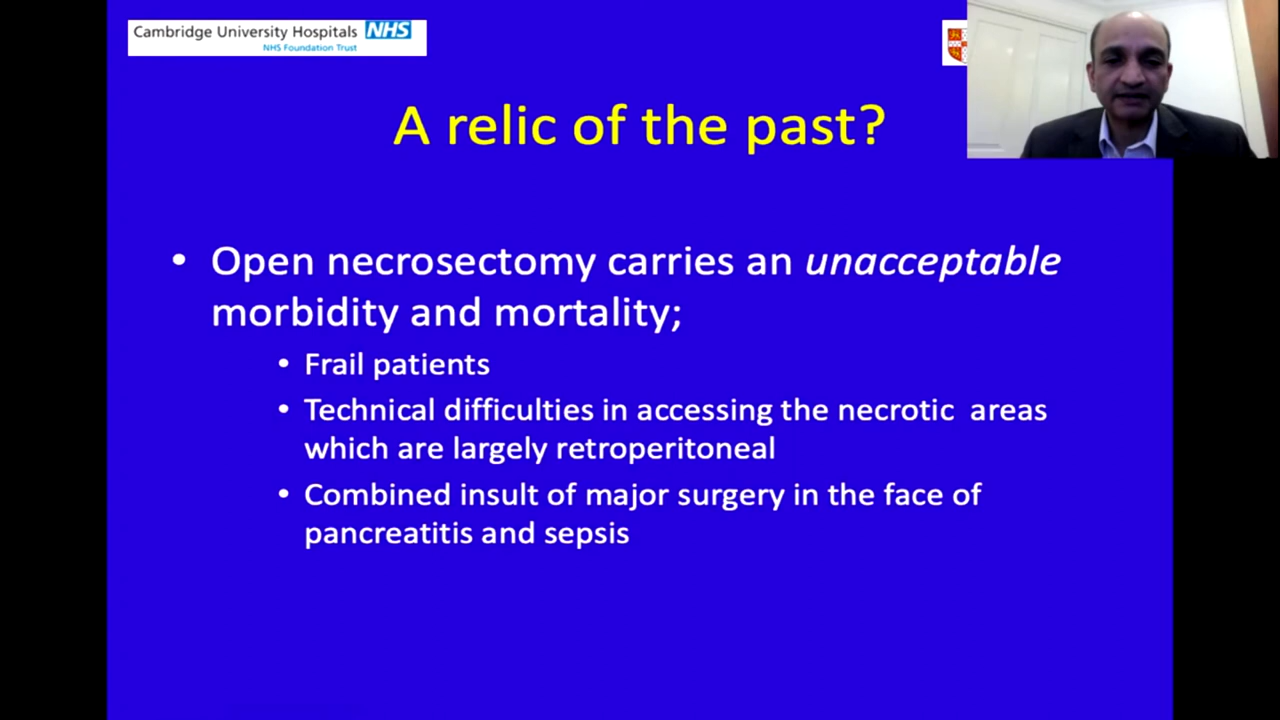 Cambridge University Hospitals NHS
NHS Foundation Trust
A relic of the past?
• Open necrosectomy carries an unacceptable
morbidity and mortality;
• Frail patients
• Technical difficulties in accessing the necrotic areas
which are largely retroperitoneal
• Combined insult of major surgery in the face of
pancreatitis and sepsis